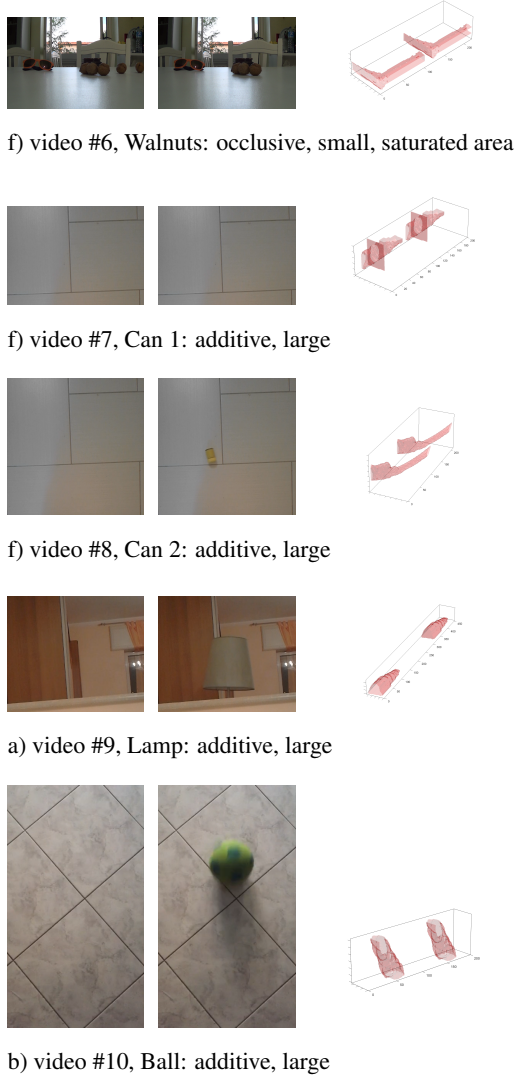 f) video #6, Walnuts: occlusive, small, saturated area
f) video #7, Can 1: additive, large
f) video #8, Can 2: additive, large
a) video #9, Lamp: additive, large
b) video #10, Ball: additive, large